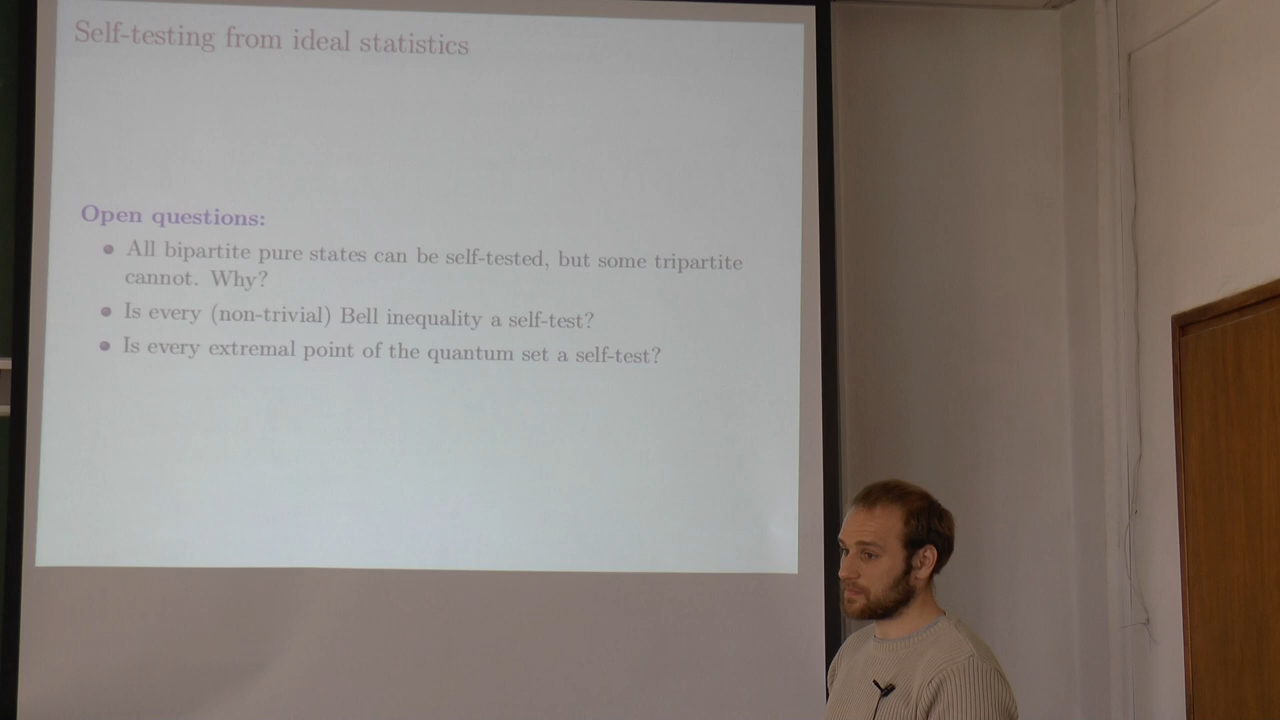 Self-testing from ideal statistics
Open questions:
All bipartite pure states can be self-tested, but some tripartite
cannot. Why?
Is every (non-trivial) Bell inequality a self-test?
Is every extremal point of the quantum set a self-test?